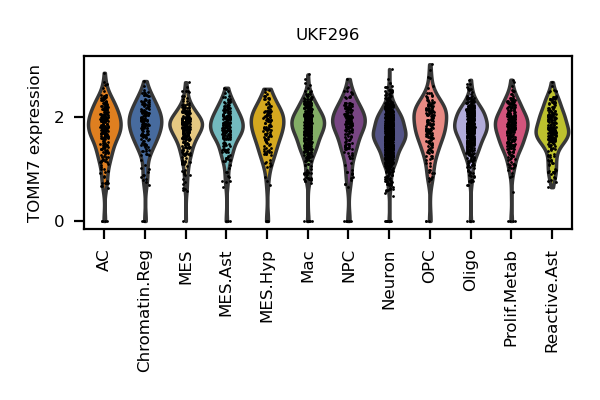 UKF296
TOMM7 expression
2
0
AC
Chromatin.Reg
MES
MES.Ast
MES.Hyp
Mac
NPC
Neuron
OPC
Oligo
Prolif.Metab
Reactive.Ast